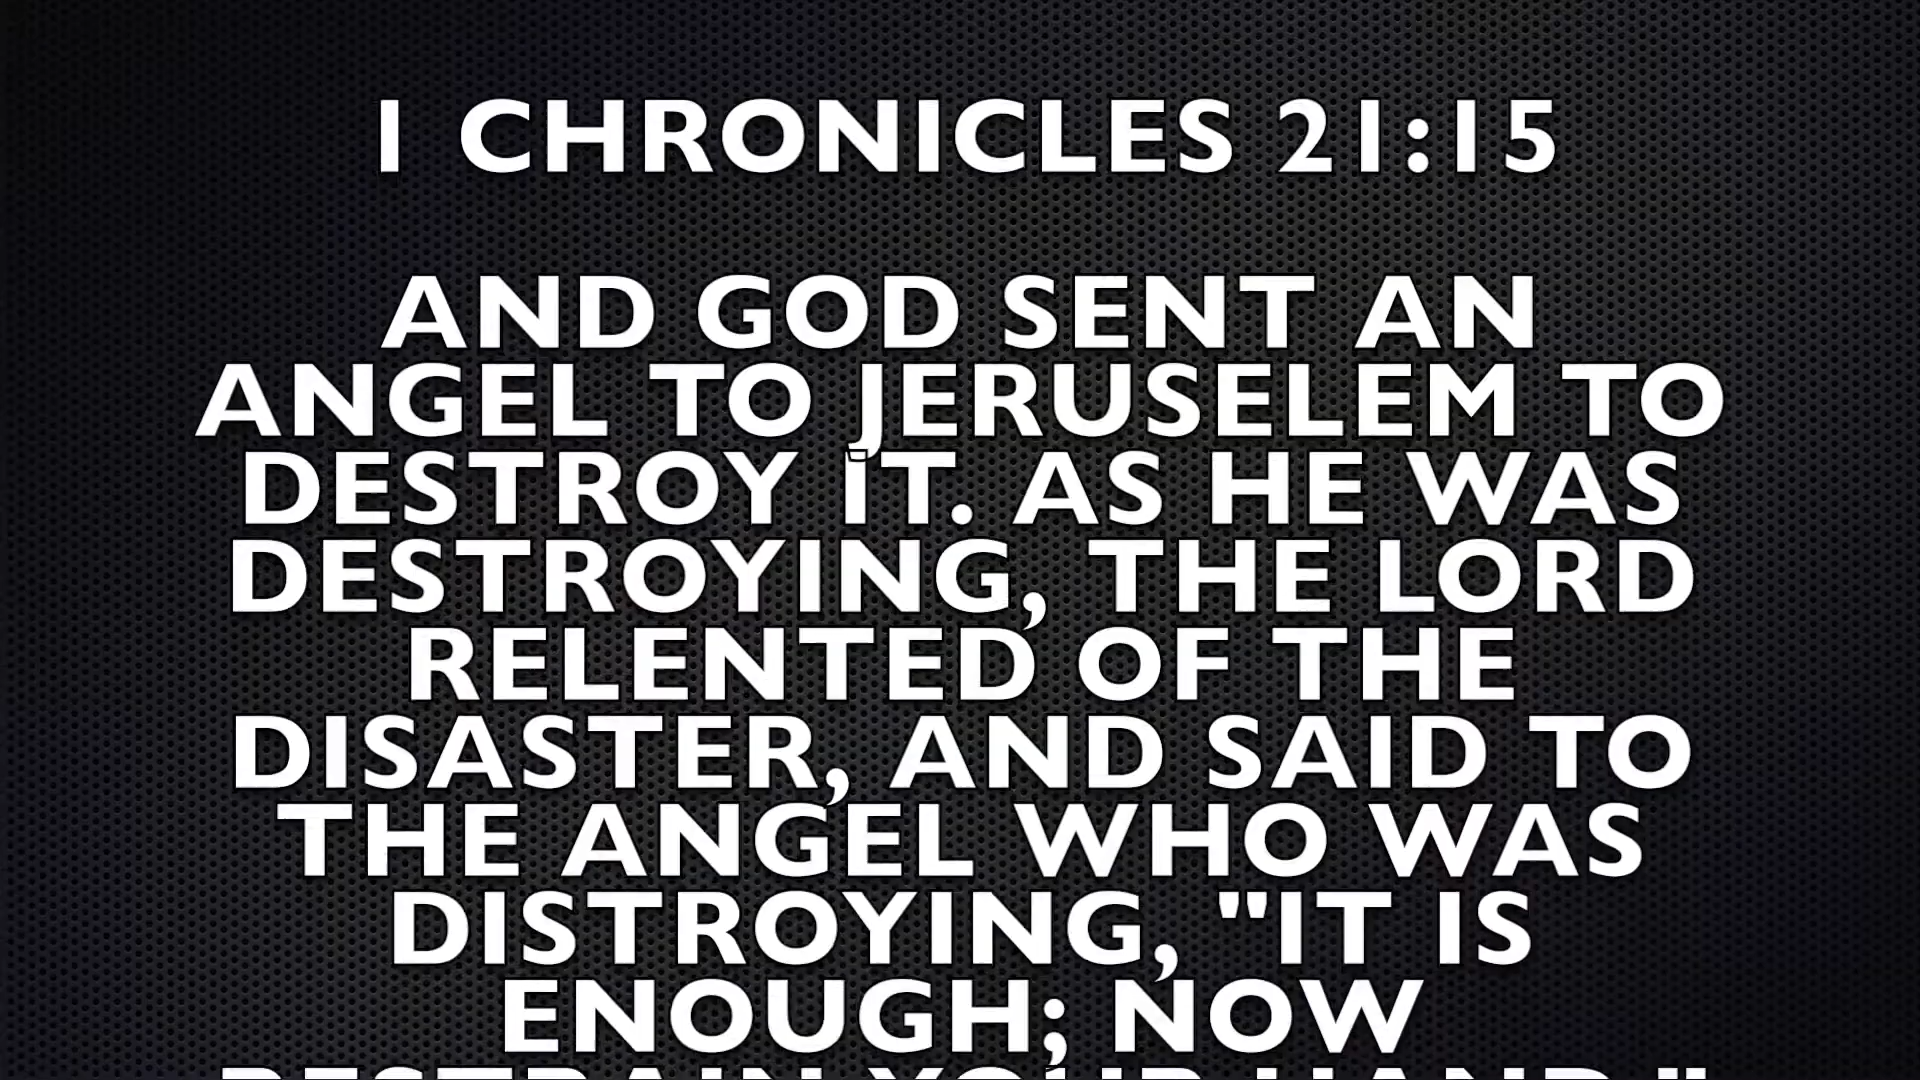 1 CHRONICLES 21:15
AND GOD SENT AN
ANGEL TO JERUSELEM TO
DESTROY IT. AS HE WAS
DESTROYING, THE LORD
RELENTED OF THE
DISASTER, AND SAID TO
THE ANGEL WHO WAS
DISTROYING, "IT IS
ENOUGH; NOW
RESTRAIN YOUR HAND."